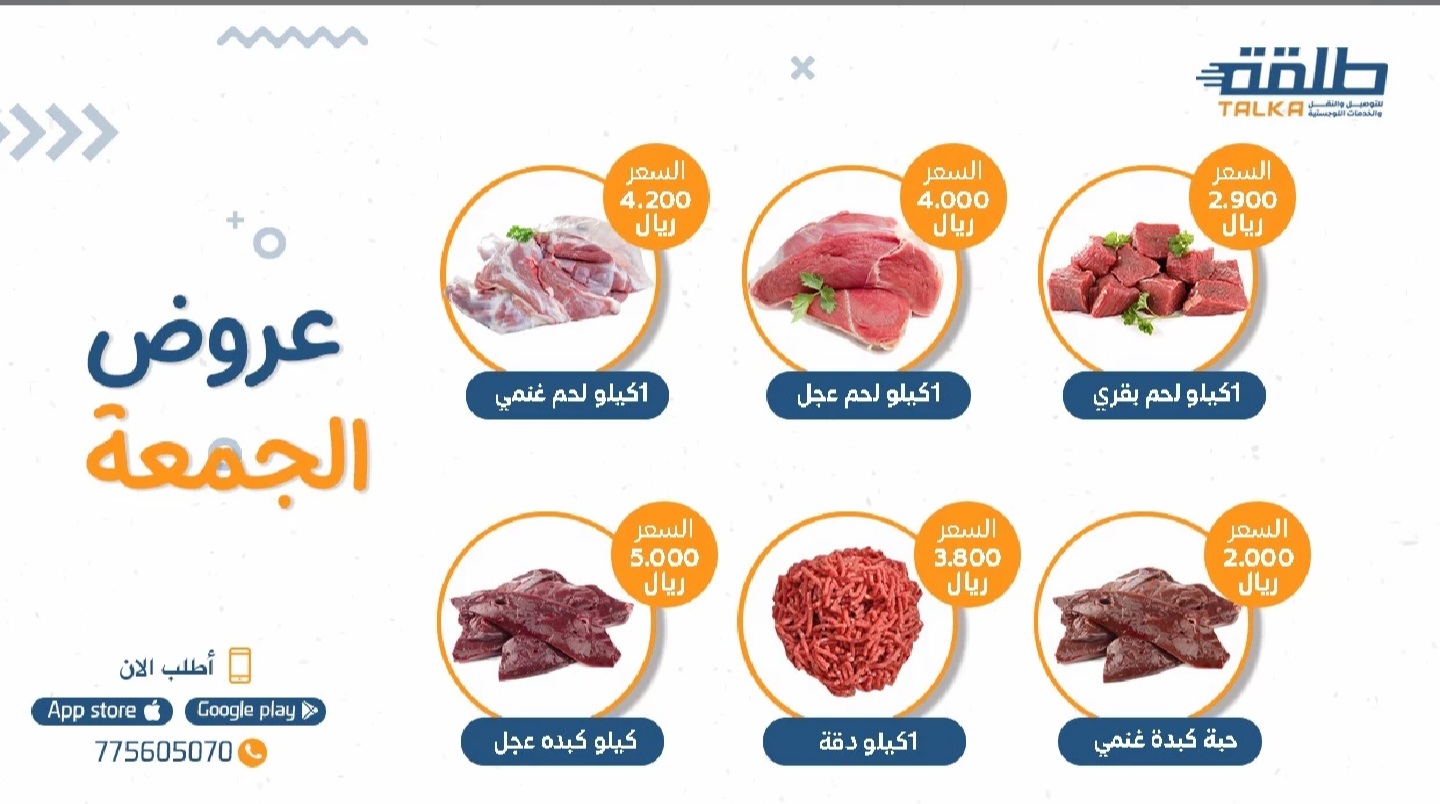 طلقة
TALKA
للتوصيل والنقل
والخدمات اللوجستية
عروض
الجمعة
السعر
2.900
ريال
1كيلو لحم بقري
السعر
4.000
ريال
1كيلو لحم عجل
السعر
4.200
ريال
1كيلو لحم غنمي
السعر
2.000
ريال
حبة كبدة غنمي
السعر
3.800
ريال
1كيلو دقة
السعر
5.000
ريال
كيلو كبده عجل
أطلب الان
App store
Google play
775605070